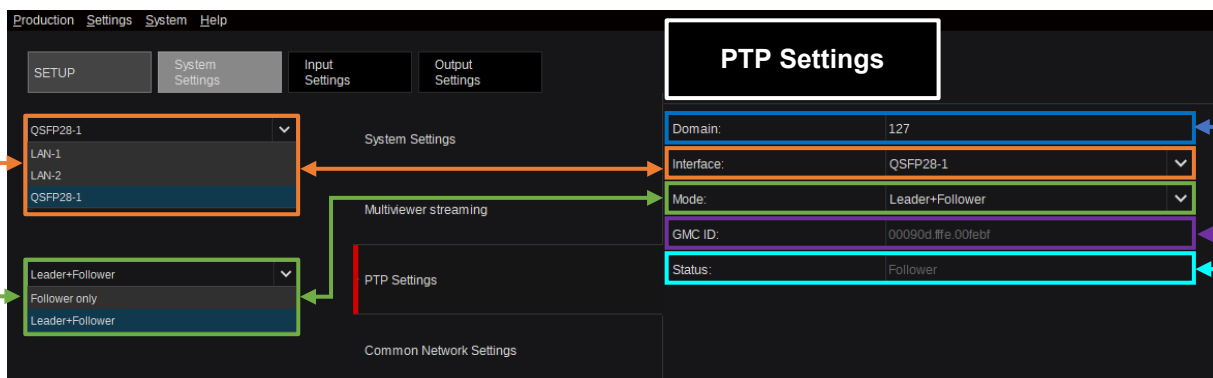 Production Settings System Help
PTP Settings
SETUP
System
Settings
Input
Settings
Output
Settings
QSFP28-1
LAN-1
LAN-2
QSFP28-1
Leader+Follower
Follower only
Leader+Follower
System Settings
Multiviewer streaming
PTP Settings
Common Network Settings
Domain: 127
Interface: QSFP28-1
Mode: Leader+Follower
GMC ID: 00090d.fffe.00febf
Status: Follower